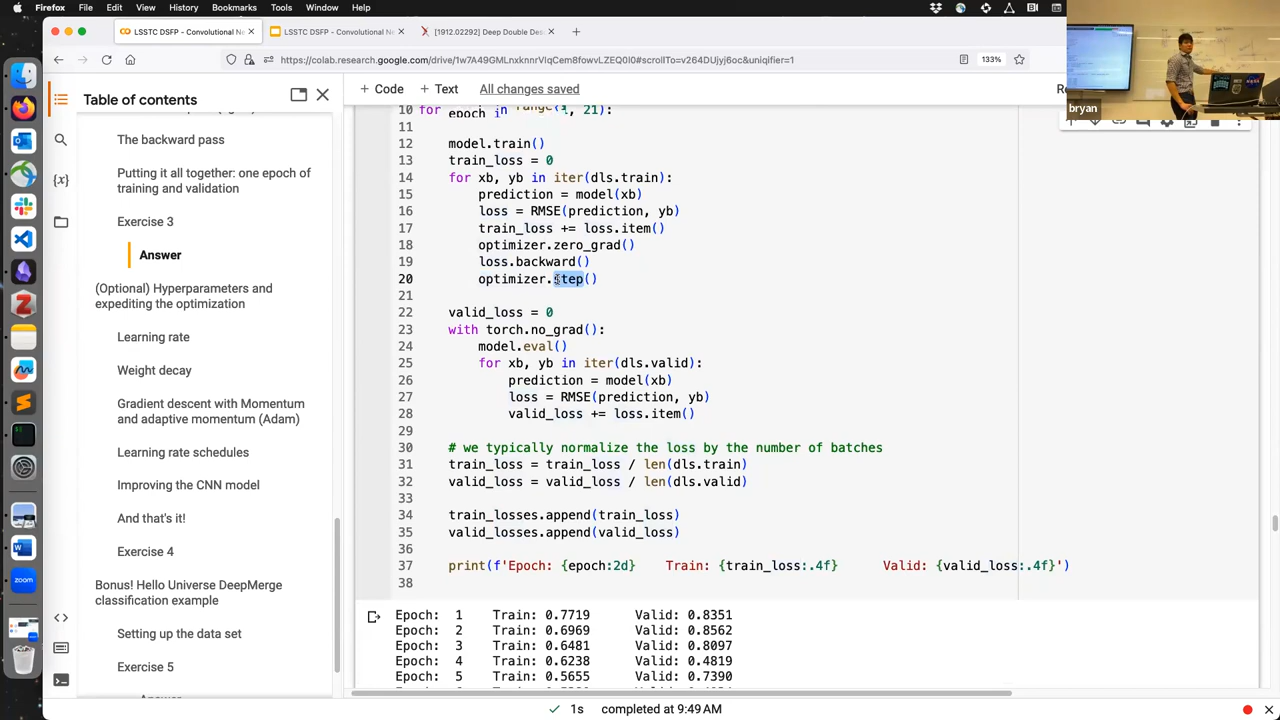 Firefox File Edit View History Bookmarks Tools Window Help
LSSTC DSFP - Convolutional Ne
LSSTC DSFP - Convolutional Ne
[1912.02292] Deep Double Des
https://colab.research.google.com/drive/
133%
Table of contents
+ Code + Text All changes saved
bryan
The backward pass
Putting it all together: one epoch of
training and validation
Exercise 3
Answer
(Optional) Hyperparameters and
expediting the optimization
Learning rate
Weight decay
Gradient descent with Momentum
and adaptive momentum (Adam)
Learning rate schedules
Improving the CNN model
And that's it!
Exercise 4
Bonus! Hello Universe DeepMerge
classification example
Setting up the data set
Exercise 5
{x}
<>
zoom
10 for epoch in range(1, 21):
11
12 model.train()
13 train_loss = 0
14 for xb, yb in iter(dls.train):
15 prediction = model(xb)
16 loss = RMSE(prediction, yb)
17 train_loss += loss.item()
18 optimizer.zero_grad()
19 loss.backward()
20 optimizer.step()
21
22 valid_loss = 0
23 with torch.no_grad():
24 model.eval()
25 for xb, yb in iter(dls.valid):
26 prediction = model(xb)
27 loss = RMSE(prediction, yb)
28 valid_loss += loss.item()
29
30 # we typically normalize the loss by the number of batches
31 train_loss = train_loss / len(dls.train)
32 valid_loss = valid_loss / len(dls.valid)
33
34 train_losses.append(train_loss)
35 valid_losses.append(valid_loss)
36
37 print(f'Epoch: {epoch:2d} Train: {train_loss:.4f} Valid: {valid_loss:.4f}')
38
Epoch: 1 Train: 0.7719 Valid: 0.8351
Epoch: 2 Train: 0.6969 Valid: 0.8562
Epoch: 3 Train: 0.6481 Valid: 0.8097
Epoch: 4 Train: 0.6238 Valid: 0.4819
Epoch: 5 Train: 0.5655 Valid: 0.7390
1s completed at 9:49 AM